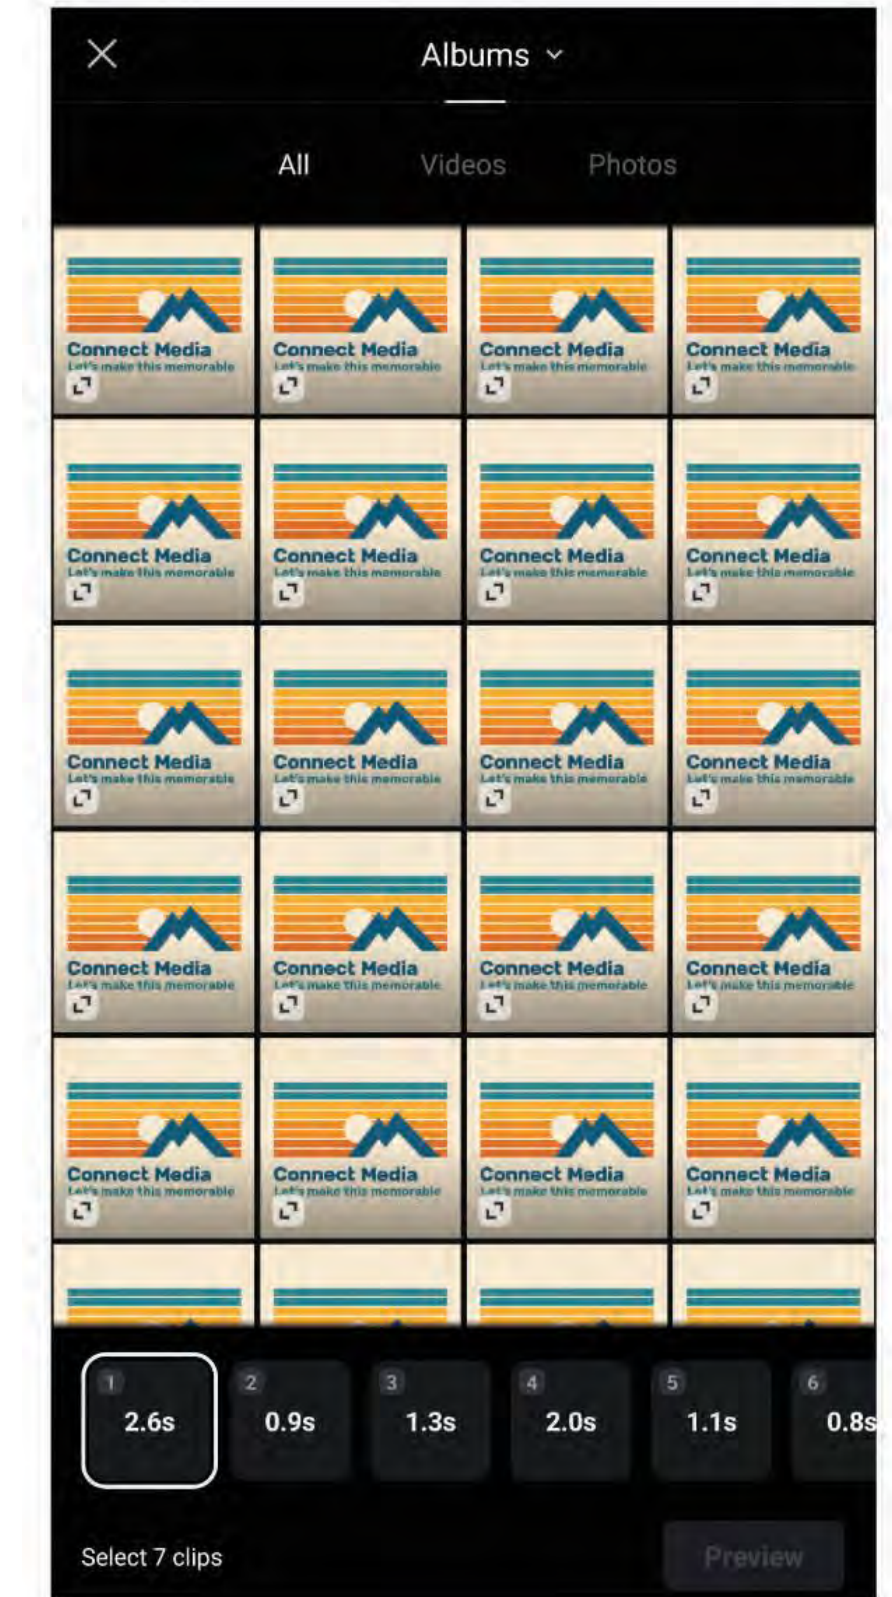 Albums
All Videos Photos
Connect Media Connect Media Connect Media Connect Media
Let's make this memorable Let's make this memorable Let's make this memorable Let's make this memorable
Connect Media Connect Media Connect Media Connect Media
Let's make this memorable Let's make this memorable Let's make this memorable Let's make this memorable
Connect Media Connect Media Connect Media Connect Media
Let's make this memorable Let's make this memorable Let's make this memorable Let's make this memorable
Connect Media Connect Media Connect Media Connect Media
Let's make this memorable Let's make this memorable Let's make this memorable Let's make this memorable
Connect Media Connect Media Connect Media Connect Media
Let's make this memorable Let's make this memorable Let's make this memorable Let's make this memorable
1 2 3 4 5 6
2.6s 0.9s 1.3s 2.0s 1.1s 0.8s
Select 7 clips Preview